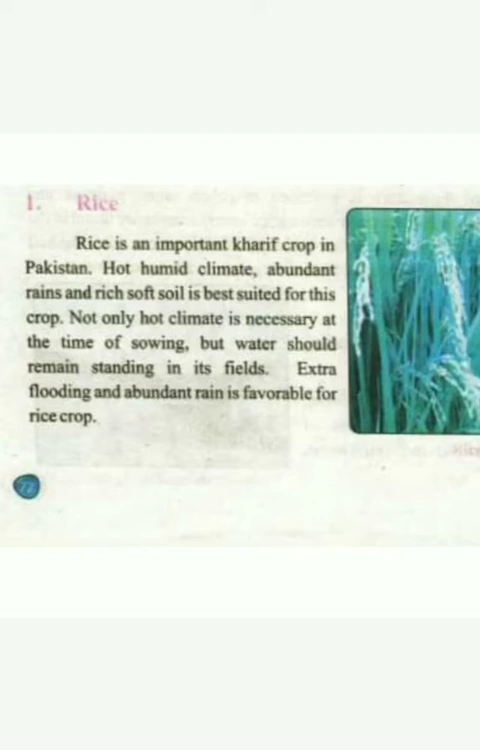 1. Rice
Rice is an important kharif crop in
Pakistan. Hot humid climate, abundant
rains and rich soft soil is best suited for this
crop. Not only hot climate is necessary at
the time of sowing, but water should
remain standing in its fields. Extra
flooding and abundant rain is favorable for
rice crop.